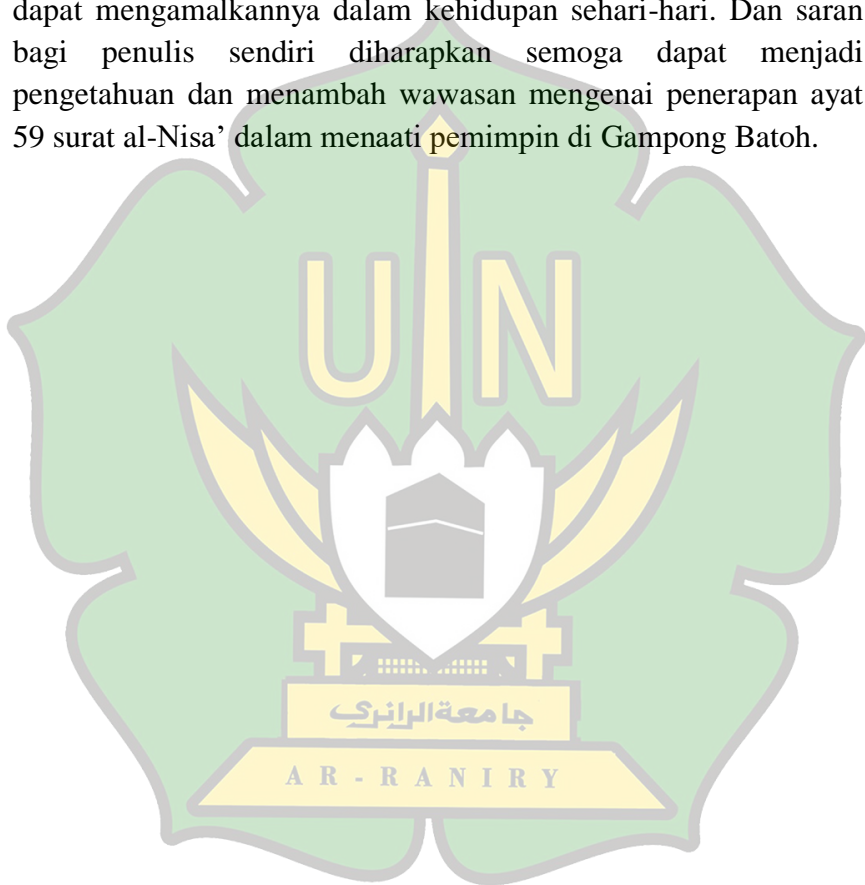 dapat mengamalkannya dalam kehidupan sehari-hari. Dan saran
bagi penulis sendiri diharapkan semoga dapat menjadi
pengetahuan dan menambah wawasan mengenai penerapan ayat
59 surat al-Nisa’ dalam menaati pemimpin di Gampong Batoh.
UIN
جامعةالرانري
AR-RANIRY